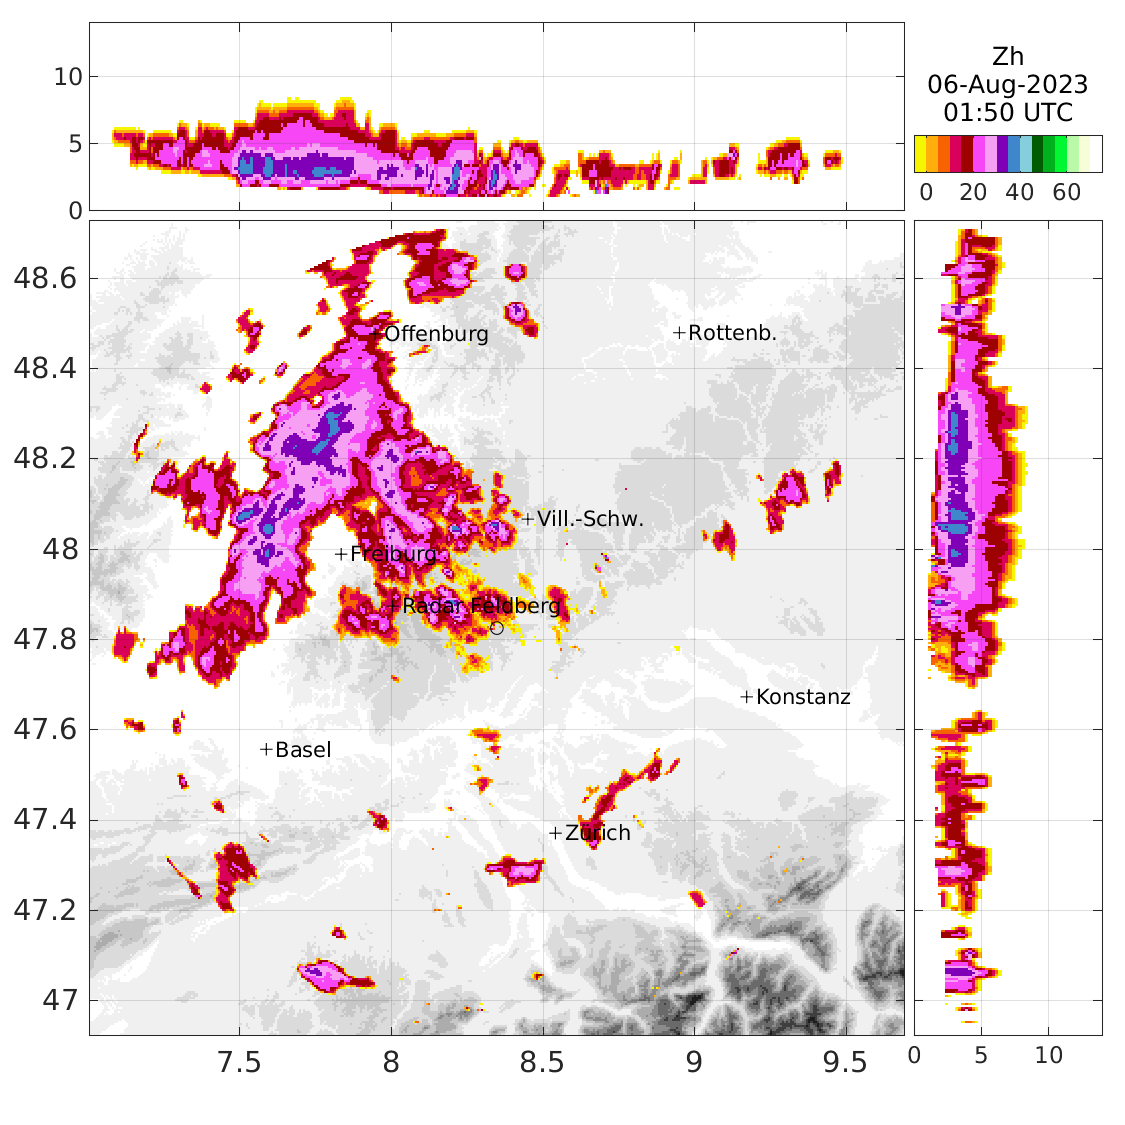 Zh
06-Aug-2023
01:50 UTC
0 20 40 60
10
5
0
48.6
48.4
48.2
48
47.8
47.6
47.4
47.2
47
Offenburg
Rottenb.
Vill.-Schw.
Freiburg
Radar Feldberg
Konstanz
Basel
Zürich
7.5 8 8.5 9 9.5
0 5 10